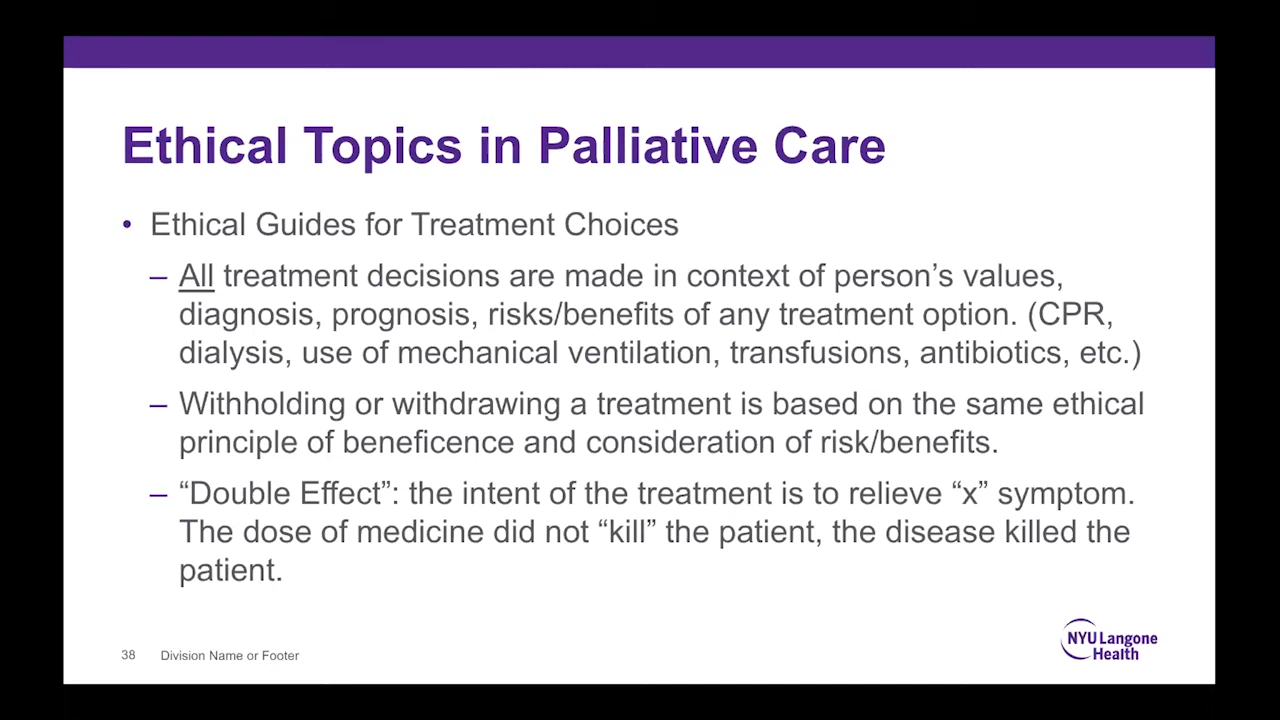 Ethical Topics in Palliative Care
• Ethical Guides for Treatment Choices
– All treatment decisions are made in context of person’s values,
diagnosis, prognosis, risks/benefits of any treatment option. (CPR,
dialysis, use of mechanical ventilation, transfusions, antibiotics, etc.)
– Withholding or withdrawing a treatment is based on the same ethical
principle of beneficence and consideration of risk/benefits.
– “Double Effect”: the intent of the treatment is to relieve “x” symptom.
The dose of medicine did not “kill” the patient, the disease killed the
patient.
38 Division Name or Footer
NYU Langone
Health